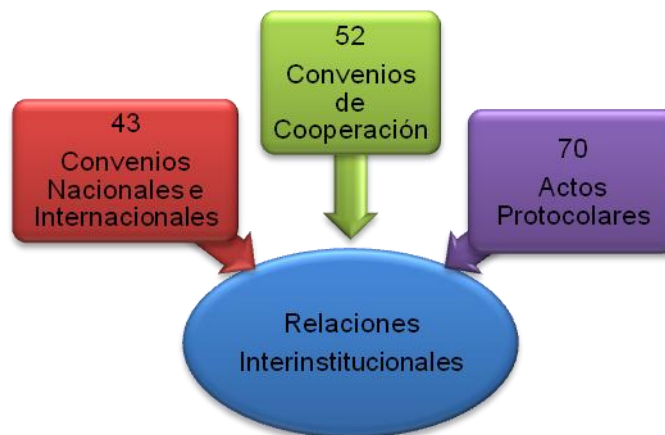 43
Convenios
Nacionales e
Internacionales
52
Convenios
de
Cooperación
70
Actos
Protocolares
Relaciones
Interinstitucionales